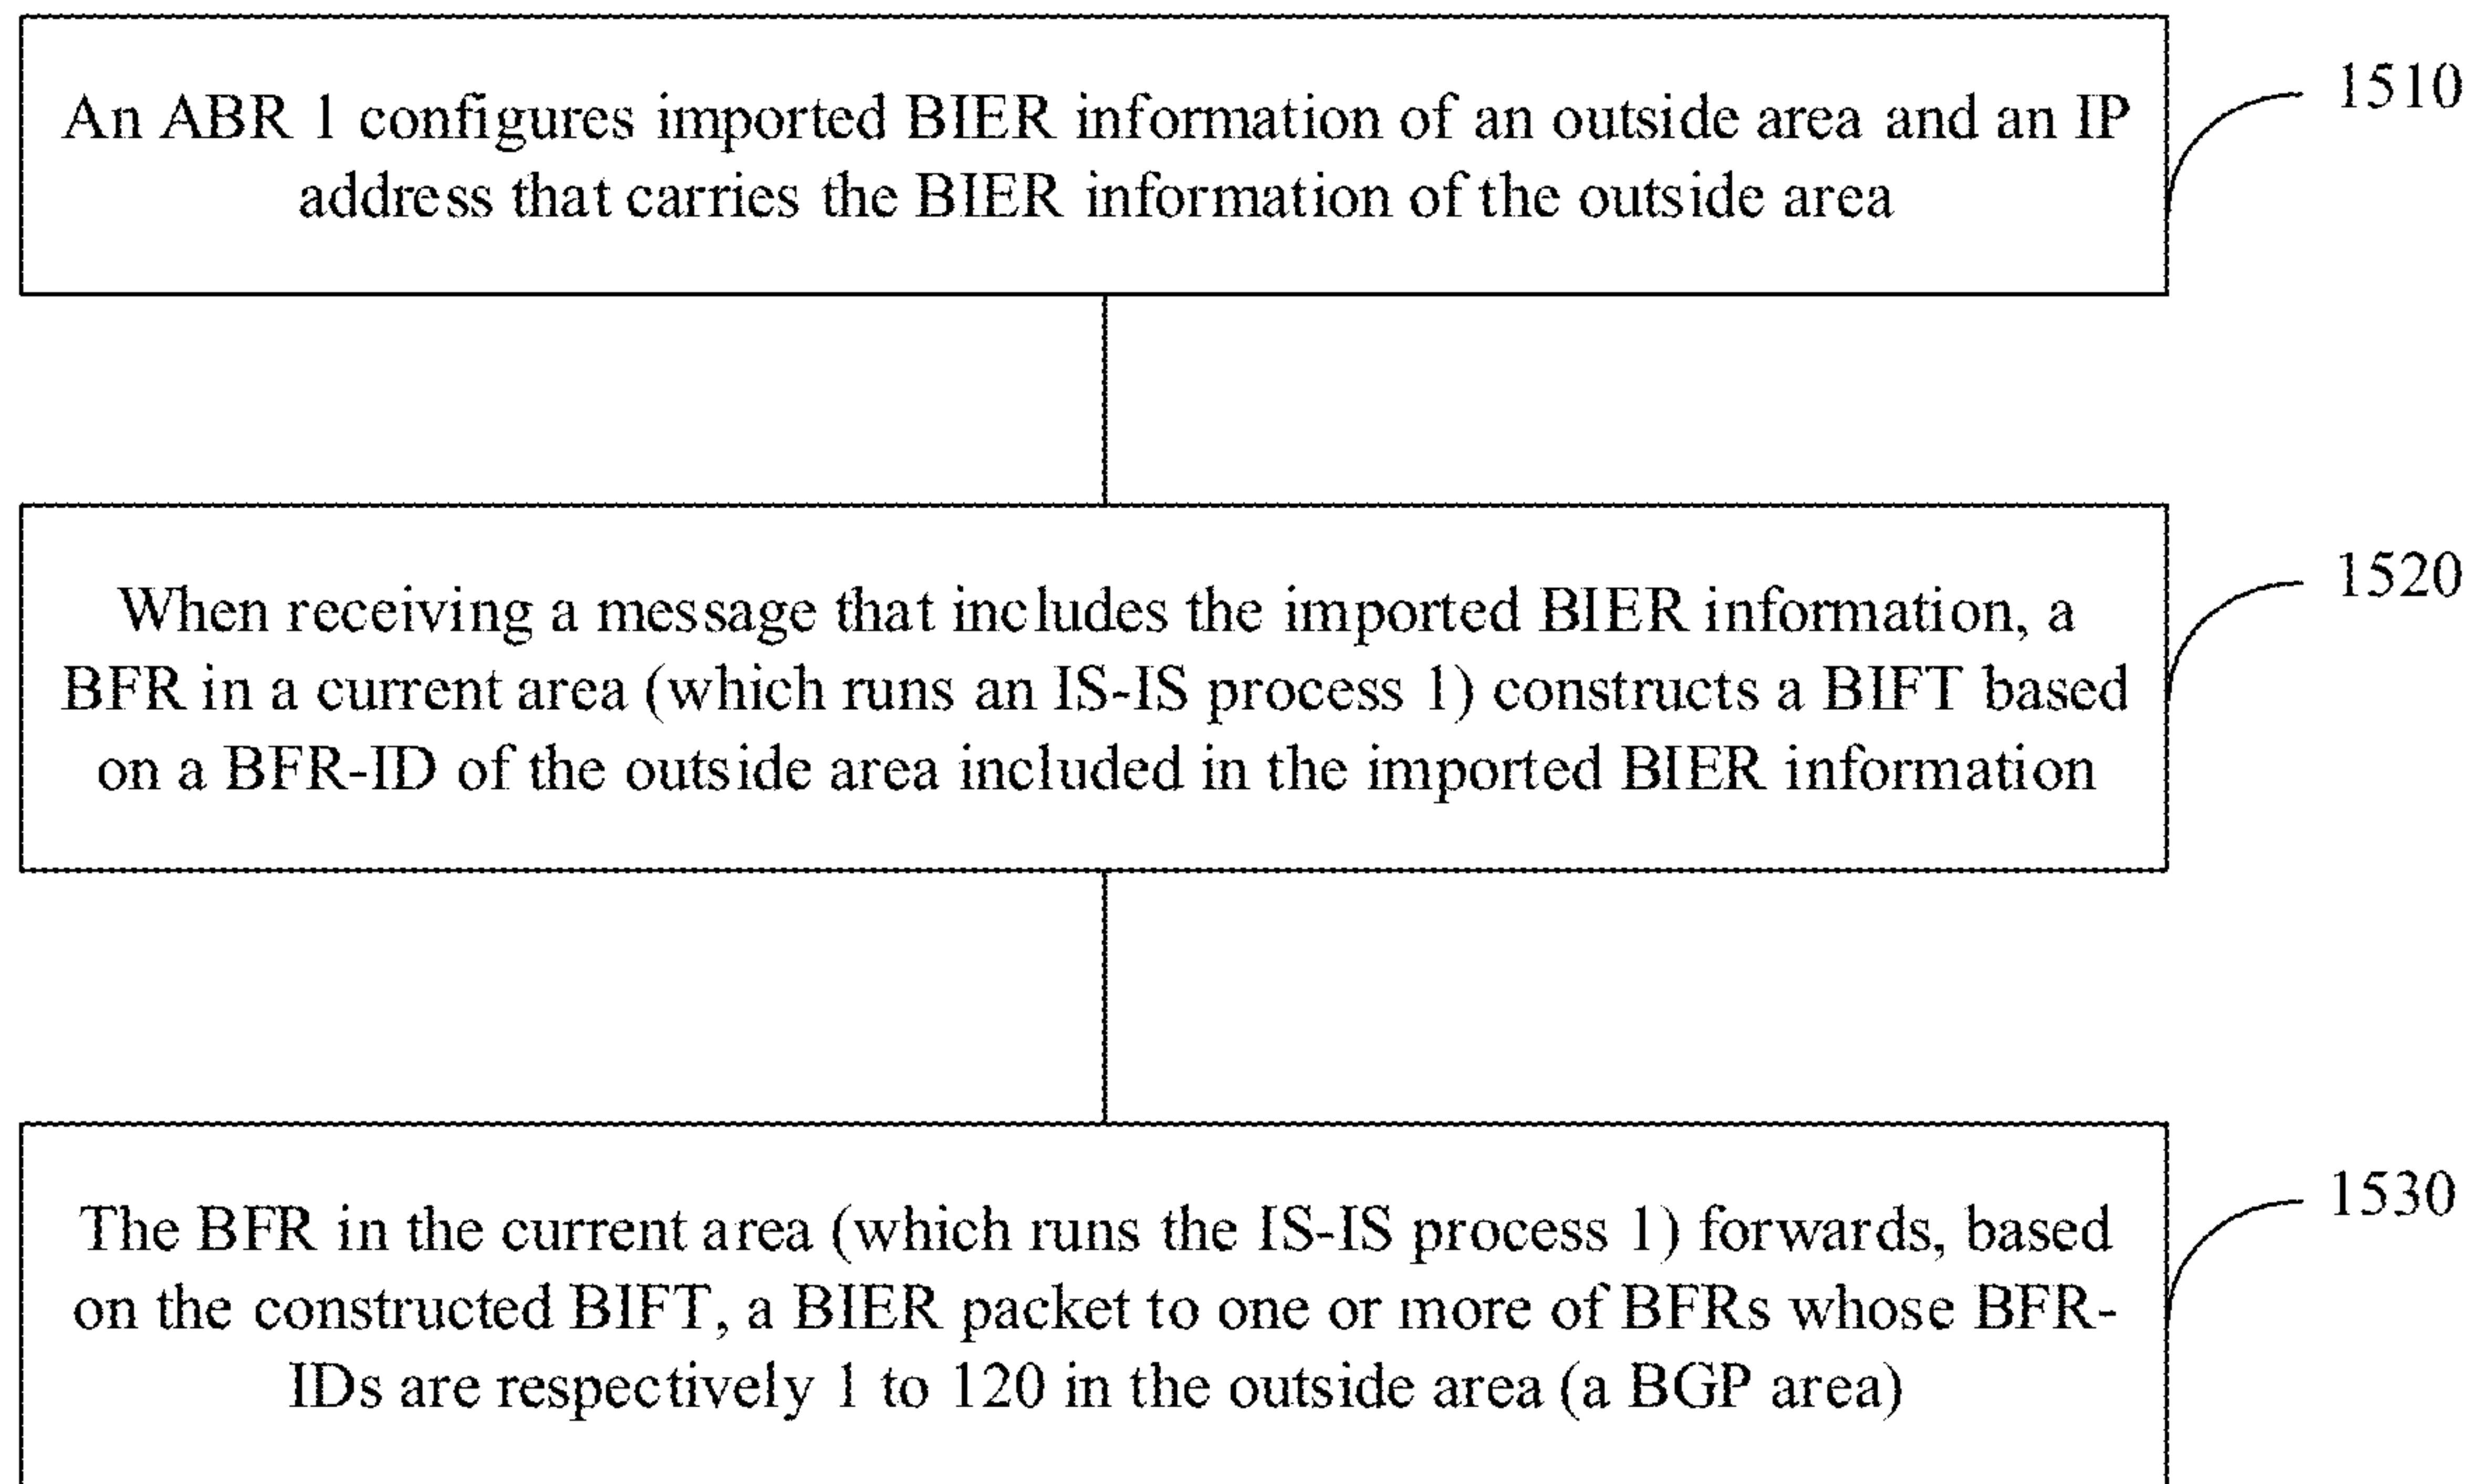 An ABR 1 configures imported BIER information of an outside area and an IP
address that carries the BIER information of the outside area
1510
When receiving a message that includes the imported BIER information, a
BFR in a current area (which runs an IS-IS process 1) constructs a BIFT based
on a BFR-ID of the outside area included in the imported BIER information
1520
The BFR in the current area (which runs the IS-IS process 1) forwards, based
on the constructed BIFT, a BIER packet to one or more of BFRs whose BFR-
IDs are respectively 1 to 120 in the outside area (a BGP area)
1530